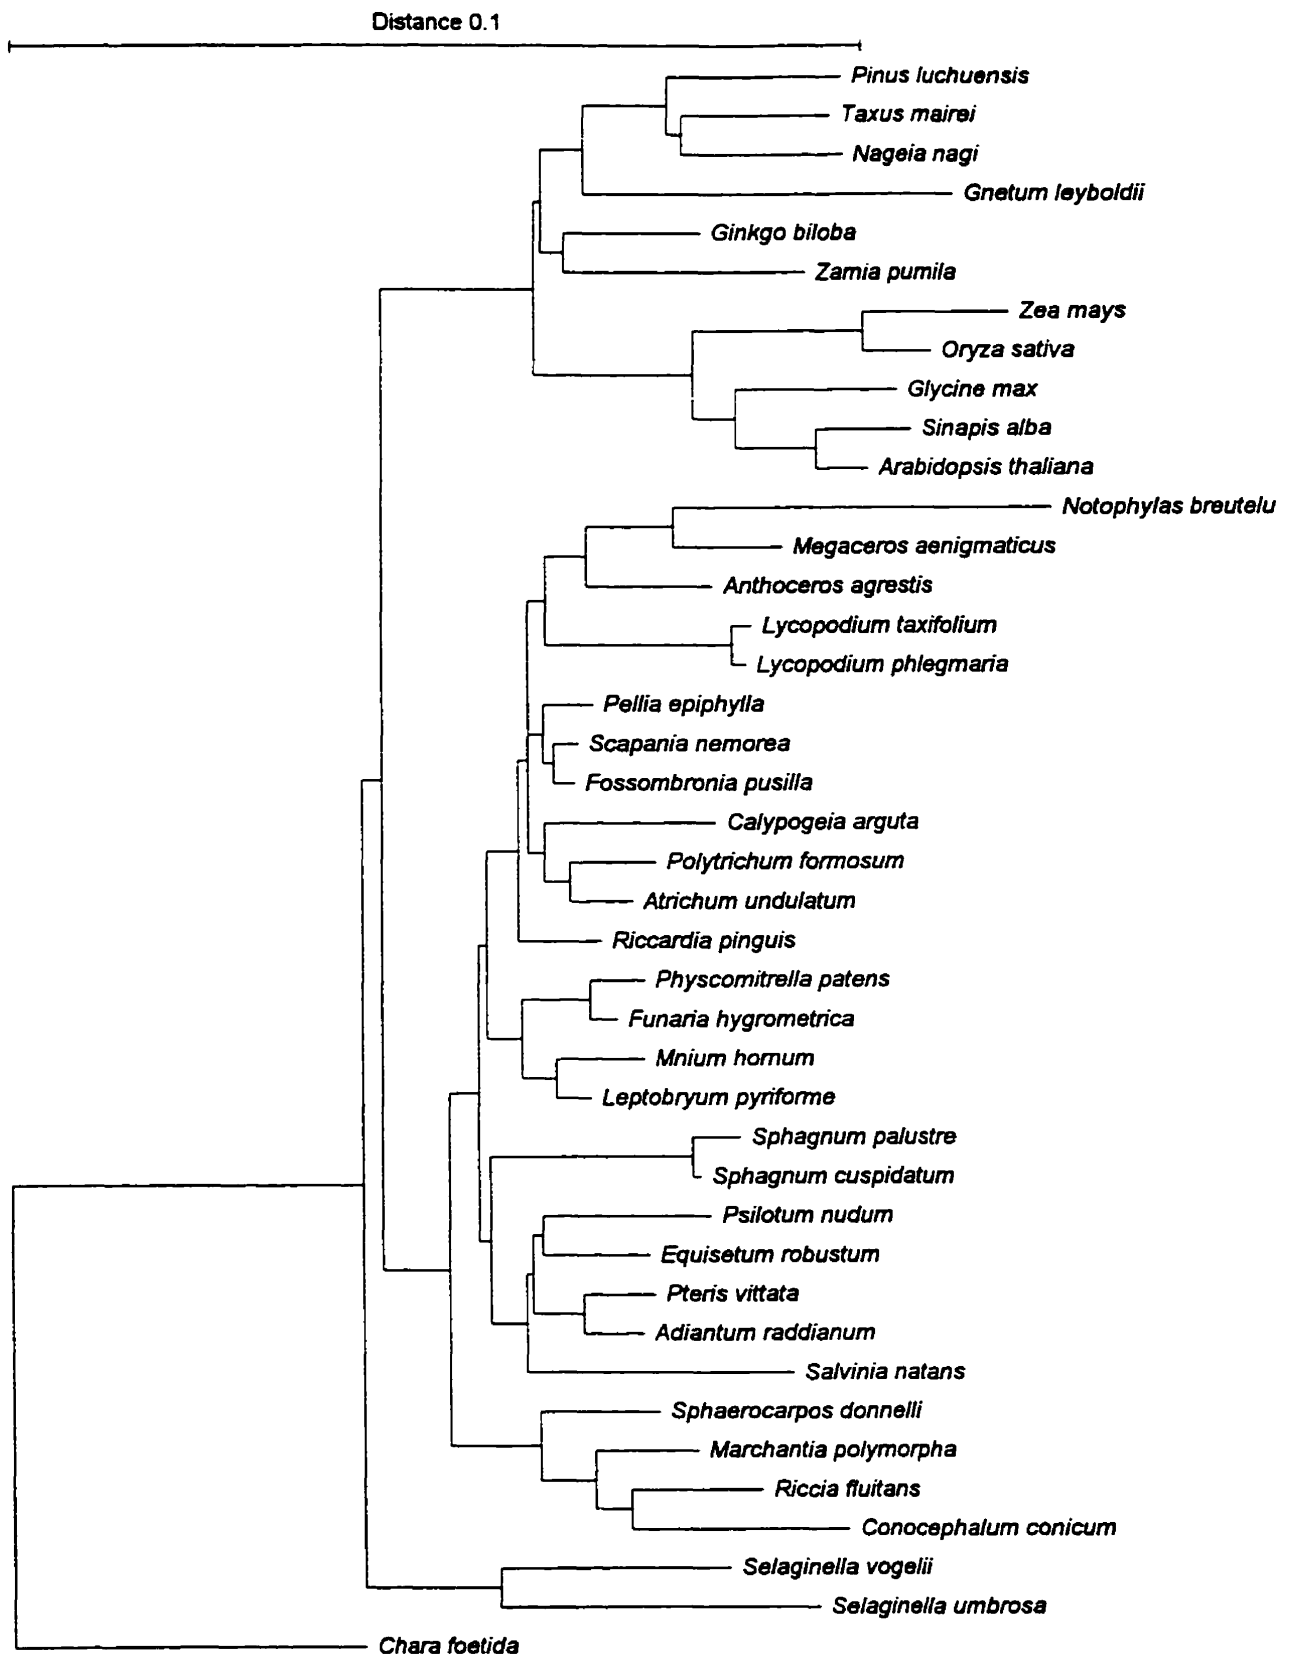 Distance 0.1
Pinus luchuensis
Taxus mairei
Nageia nagi
Gnetum leyboldii
Ginkgo biloba
Zamia pumila
Zea mays
Oryza sativa
Glycine max
Sinapis alba
Arabidopsis thaliana
Notophylas breutelu
Megaceros aenigmaticus
Anthoceros agrestis
Lycopodium taxifolium
Lycopodium phlegmaria
Pellia epiphylla
Scapania nemorea
Fossombronia pusilla
Calypogeia arguta
Polytrichum formosum
Atrichum undulatum
Riccardia pinguis
Physcomitrella patens
Funaria hygrometrica
Mnium hornum
Leptobryum pyriforme
Sphagnum palustre
Sphagnum cuspidatum
Psilotum nudum
Equisetum robustum
Pteris vittata
Adiantum raddianum
Salvinia natans
Sphaerocarpos donnelli
Marchantia polymorpha
Riccia fluitans
Conocephalum conicum
Selaginella vogelii
Selaginella umbrosa
Chara foetida